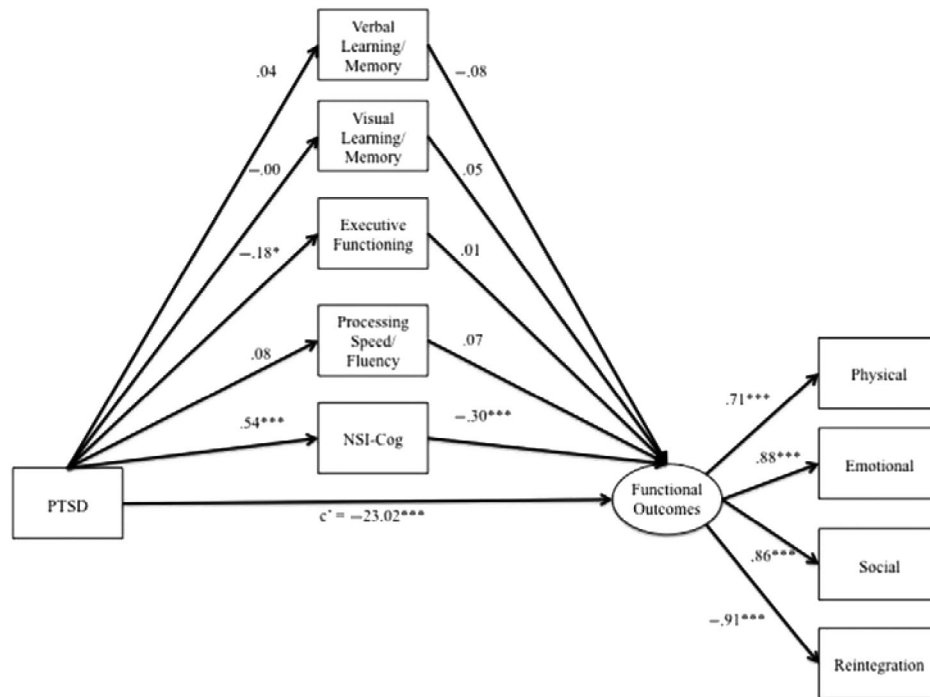 Verbal
Learning/
Memory
.04
−.08
Visual
Learning/
Memory
−.00
.05
Executive
Functioning
−.18*
.01
Processing
Speed/
Fluency
.08
.07
Physical
.71***
.54***
NSI-Cog
−.30***
.88***
Emotional
PTSD
Functional
Outcomes
c' = −23.02***
.86***
Social
−.91***
Reintegration